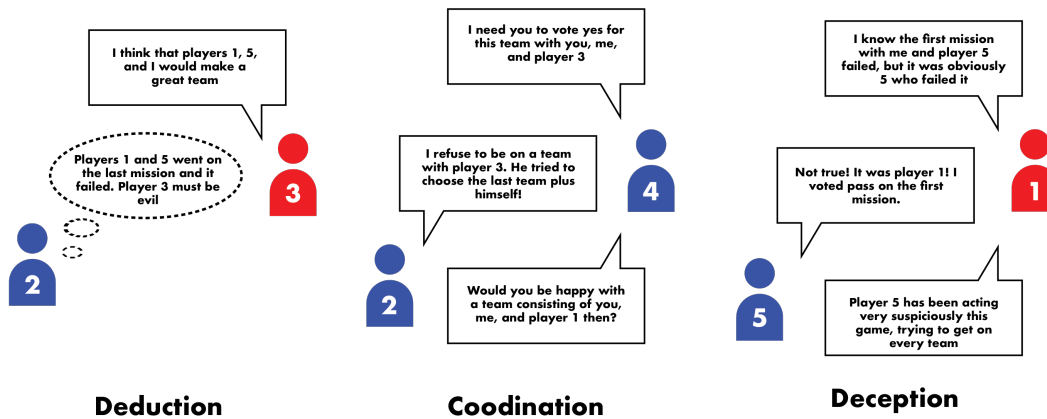 I think that players 1, 5,
and I would make a
great team
Players 1 and 5 went on
the last mission and it
failed. Player 3 must be
evil
3
2
Deduction
I need you to vote yes for
this team with you, me,
and player 3
I refuse to be on a team
with player 3. He tried to
choose the last team plus
himself!
4
2
Would you be happy with
a team consisting of you,
me, and player 1 then?
Coodination
I know the first mission
with me and player 5
failed, but it was obviously
5 who failed it
Not true! It was player 1! I
voted pass on the first
mission.
1
5
Player 5 has been acting
very suspiciously this
game, trying to get on
every team
Deception